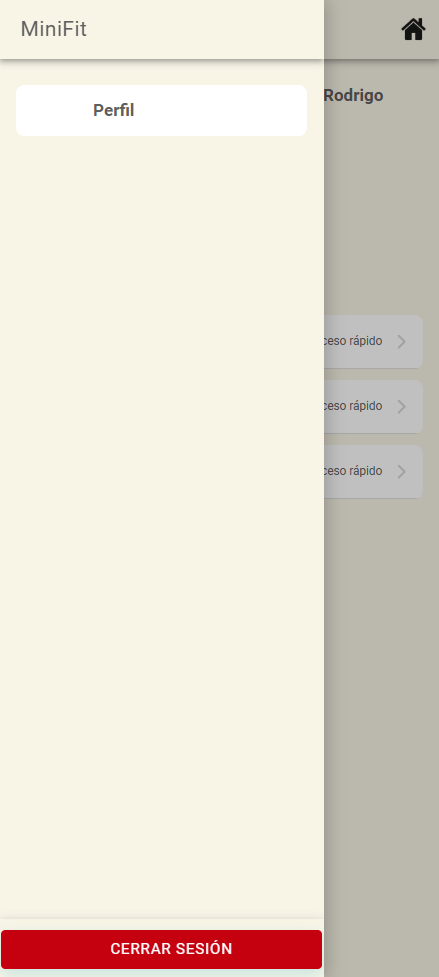 MiniFit
Rodrigo
Perfil
ceso rápido
ceso rápido
ceso rápido
CERRAR SESIÓN